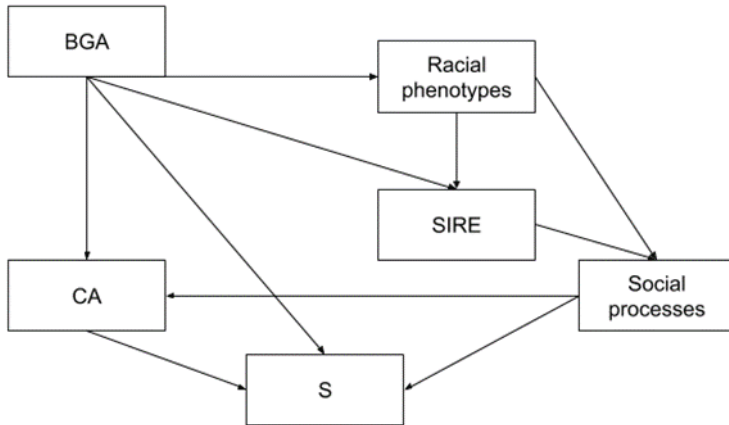 BGA
Racial
phenotypes
SIRE
CA
Social
processes
S